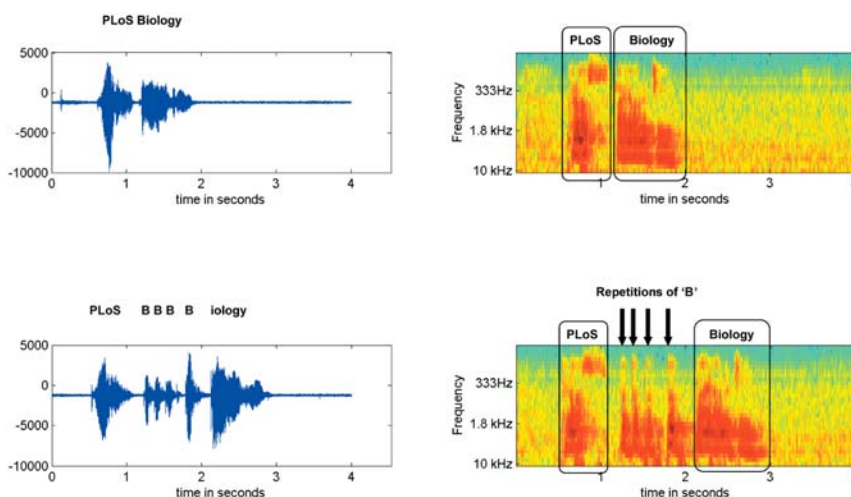 PLoS Biology
5000
0
-5000
-10000
0 1 2 3 4
time in seconds
PLoS Biology
Frequency
333Hz
1.8 kHz
10 kHz
1 2 3
time in seconds
PLoS B B B B iology
5000
0
-5000
-10000
0 1 2 3 4
time in seconds
Repetitions of ‘B’
PLoS Biology
Frequency
333Hz
1.8 kHz
10 kHz
1 2 3
time in seconds